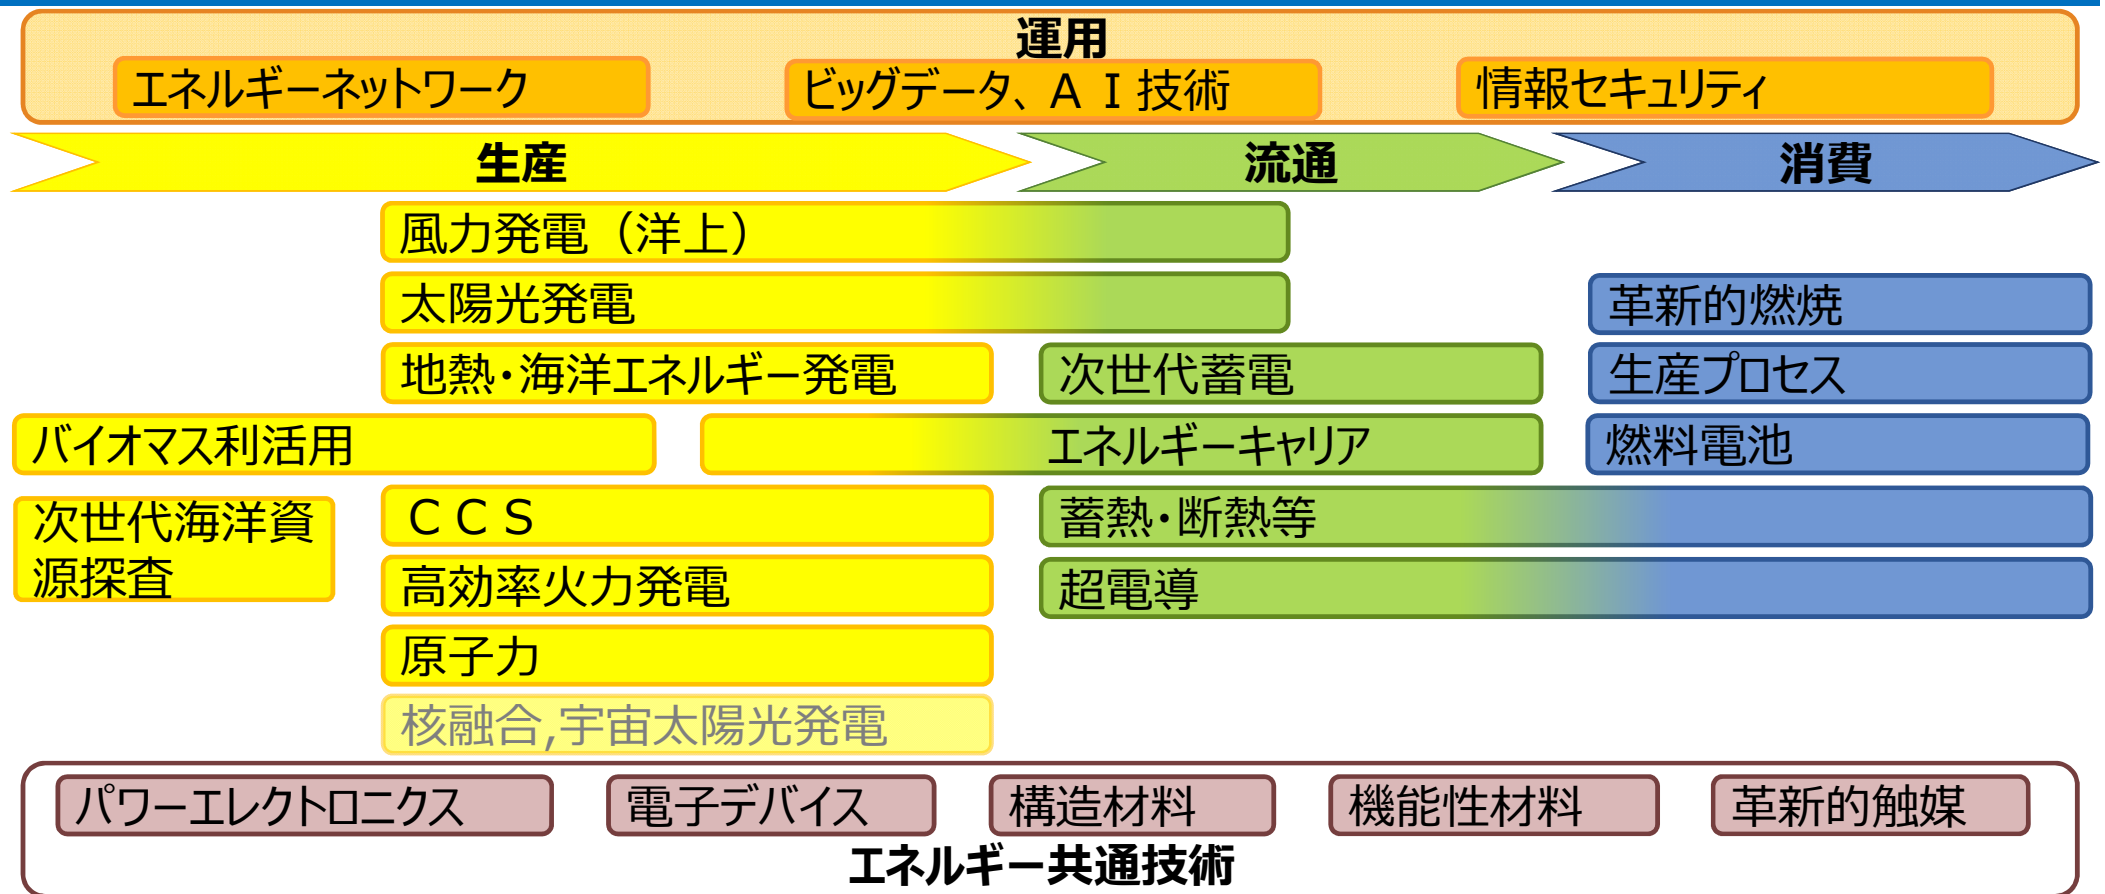 運用
エネルギーネットワーク
ビッグデータ、ＡＩ技術
情報セキュリティ
生産
流通
消費
風力発電（洋上）
太陽光発電
革新的燃焼
地熱・海洋エネルギー発電
次世代蓄電
生産プロセス
バイオマス利活用
エネルギーキャリア
燃料電池
次世代海洋資
源探査
ＣＣＳ
蓄熱・断熱等
高効率火力発電
超電導
原子力
核融合,宇宙太陽光発電
パワーエレクトロニクス
電子デバイス
構造材料
機能性材料
革新的触媒
エネルギー共通技術